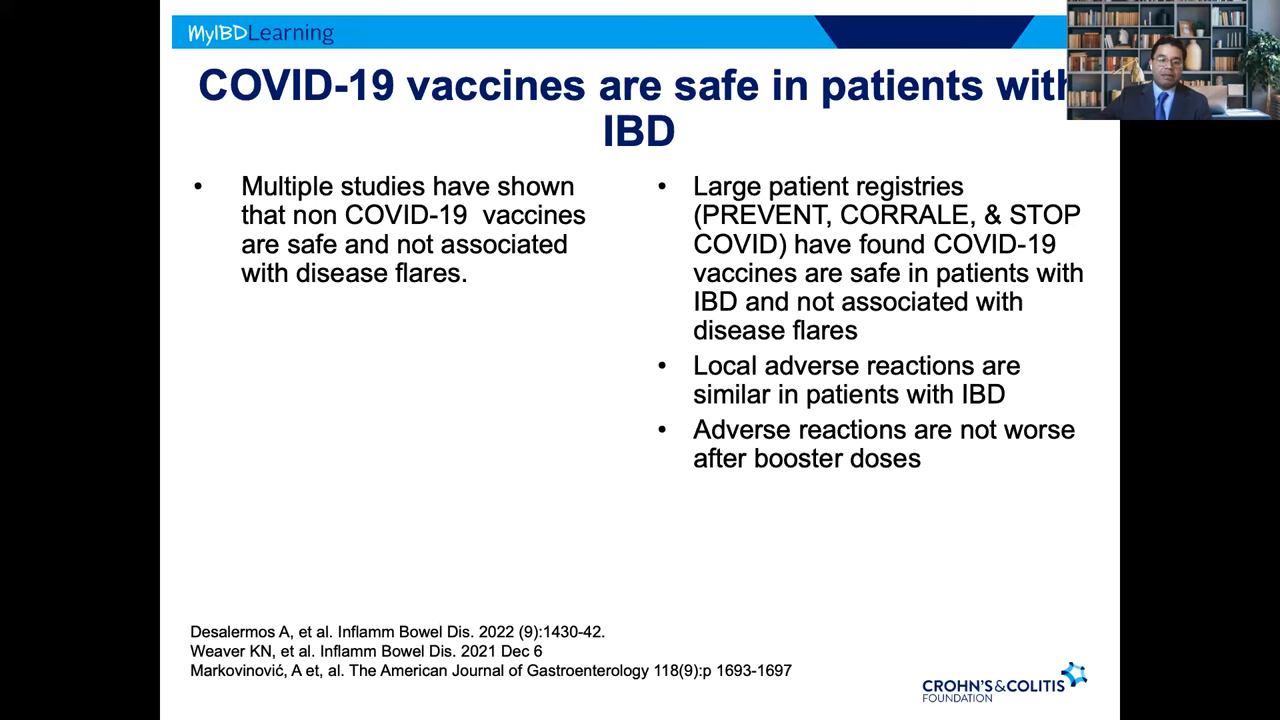 MyIBDLearning
COVID-19 vaccines are safe in patients with
IBD
• Multiple studies have shown
that non COVID-19 vaccines
are safe and not associated
with disease flares.
• Large patient registries
(PREVENT, CORRALE, & STOP
COVID) have found COVID-19
vaccines are safe in patients with
IBD and not associated with
disease flares
• Local adverse reactions are
similar in patients with IBD
• Adverse reactions are not worse
after booster doses
Desalermos A, et al. Inflamm Bowel Dis. 2022 (9):1430-42.
Weaver KN, et al. Inflamm Bowel Dis. 2021 Dec 6
Markovinović, A et, al. The American Journal of Gastroenterology 118(9):p 1693-1697
CROHN'S&COLITIS
FOUNDATION